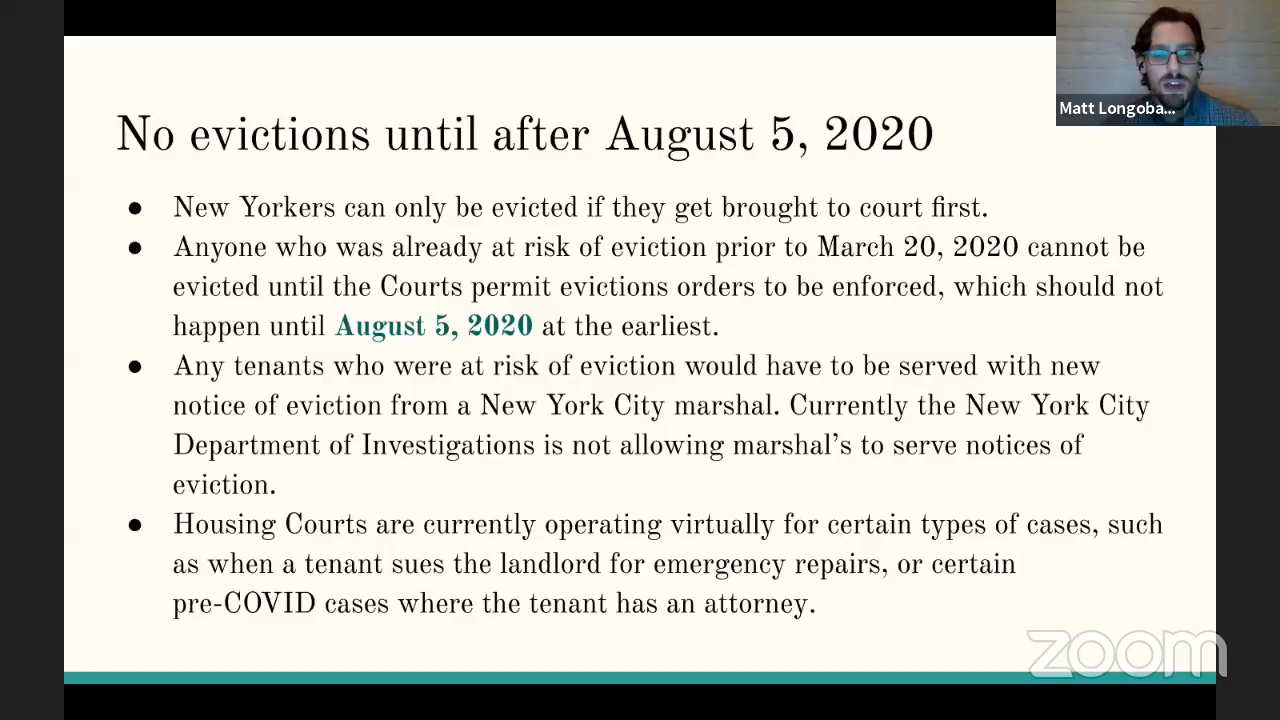 Matt Longoba...
No evictions until after August 5, 2020
● New Yorkers can only be evicted if they get brought to court first.
● Anyone who was already at risk of eviction prior to March 20, 2020 cannot be
evicted until the Courts permit evictions orders to be enforced, which should not
happen until August 5, 2020 at the earliest.
● Any tenants who were at risk of eviction would have to be served with new
notice of eviction from a New York City marshal. Currently the New York City
Department of Investigations is not allowing marshal's to serve notices of
eviction.
● Housing Courts are currently operating virtually for certain types of cases, such
as when a tenant sues the landlord for emergency repairs, or certain
pre-COVID cases where the tenant has an attorney.
zoom